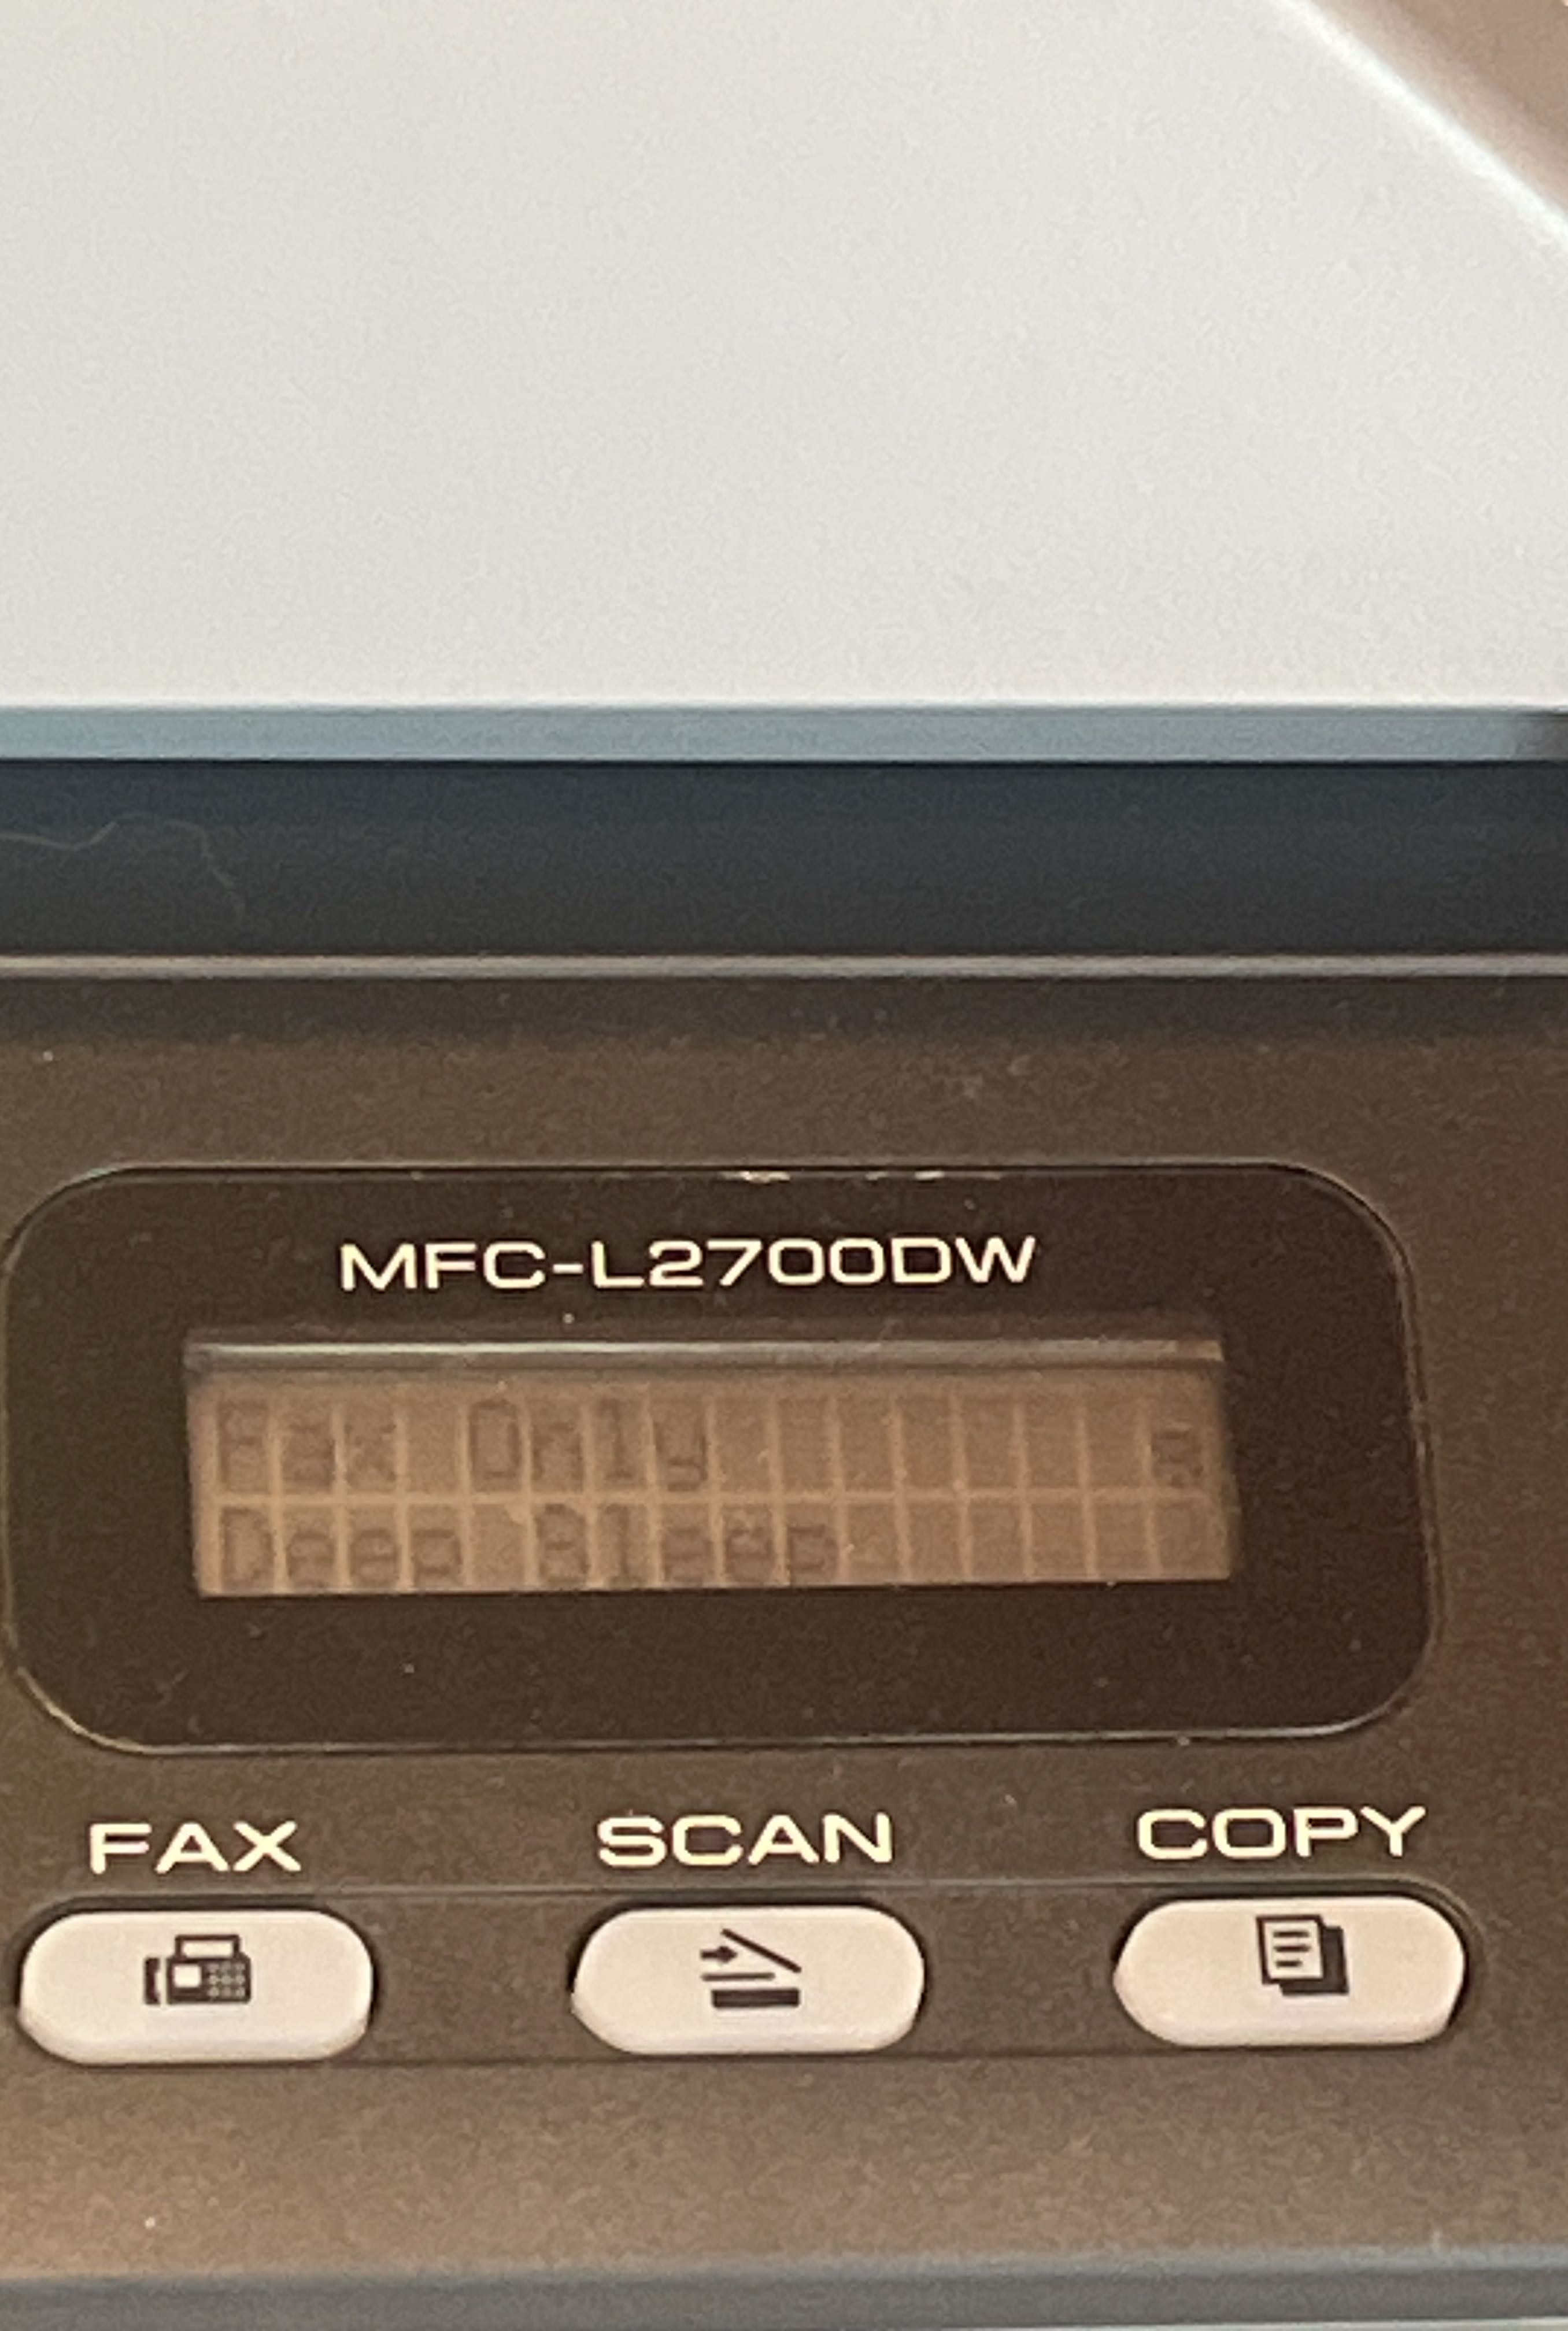 MFC-L2700DW
Fax Only
Deep Sleep
FAX
SCAN
COPY